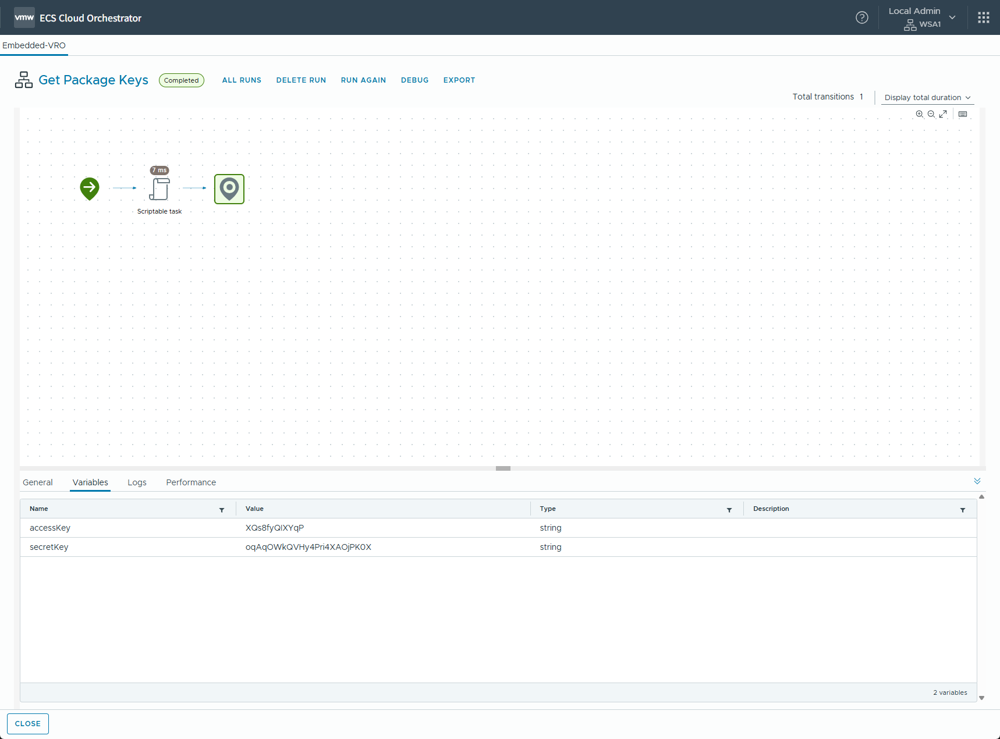 vmw ECS Cloud Orchestrator
Local Admin
WSA1
Embedded-VRO
Get Package Keys Completed ALL RUNS DELETE RUN RUN AGAIN DEBUG EXPORT
Total transitions 1 Display total duration
7 ms
Scriptable task
General Variables Logs Performance
Name Value Type Description
accessKey XQs8fyQlXYqP string
secretKey oqAqOWkQVHy4Pri4XAOjPK0X string
2 variables
CLOSE